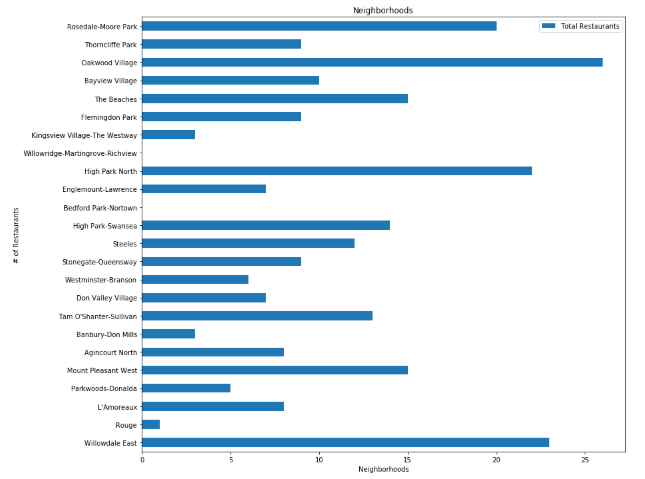 Neighborhoods
Total Restaurants
Rosedale-Moore Park
Thorncliffe Park
Oakwood Village
Bayview Village
The Beaches
Flemingdon Park
Kingsview Village-The Westway
Willowridge-Martingrove-Richview
High Park North
Englemount-Lawrence
Bedford Park-Nortown
High Park-Swansea
Steeles
Stonegate-Queensway
Westminster-Branson
Don Valley Village
Tam O'Shanter-Sullivan
Banbury-Don Mills
Agincourt North
Mount Pleasant West
Parkwoods-Donalda
L'Amoreaux
Rouge
Willowdale East
# of Restaurants
0 5 10 15 20 25
Neighborhoods